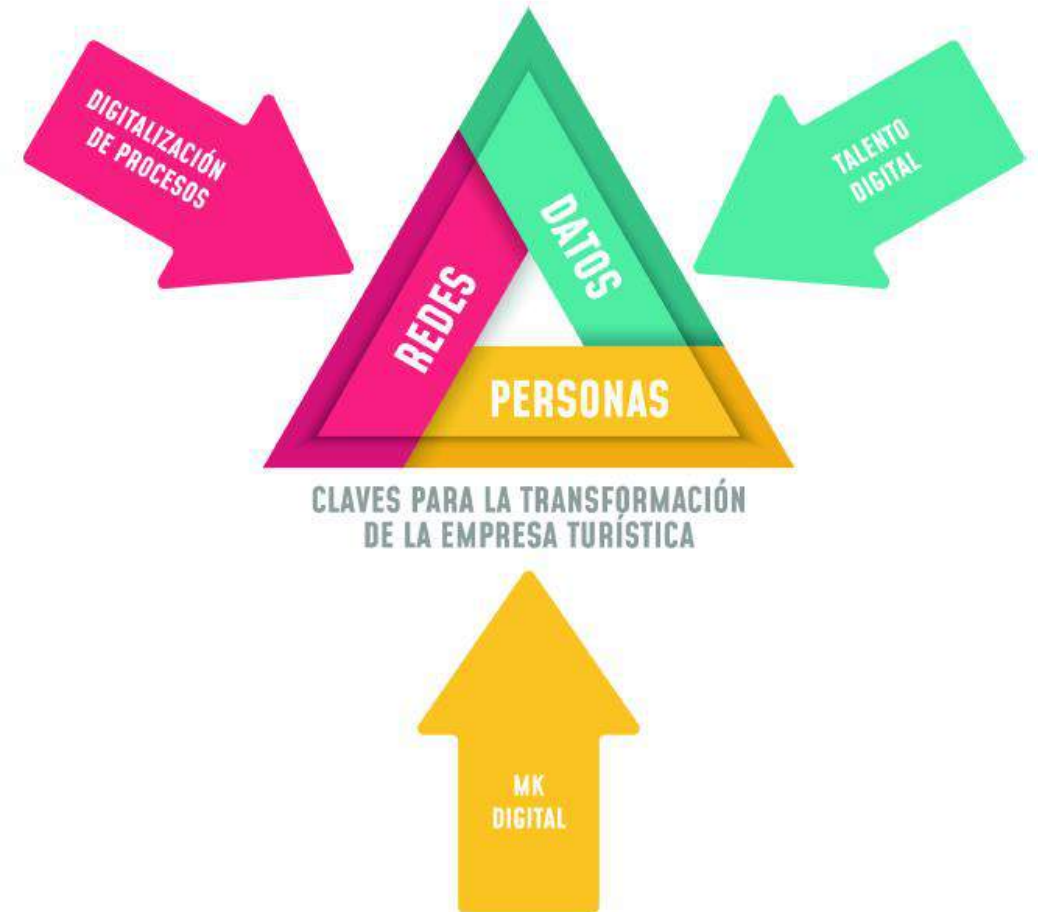 DIGITALIZACIÓN
DE PROCESOS
TALENTO
DIGITAL
DATOS
REDES
PERSONAS
CLAVES PARA LA TRANSFORMACIÓN
DE LA EMPRESA TURÍSTICA
MK
DIGITAL